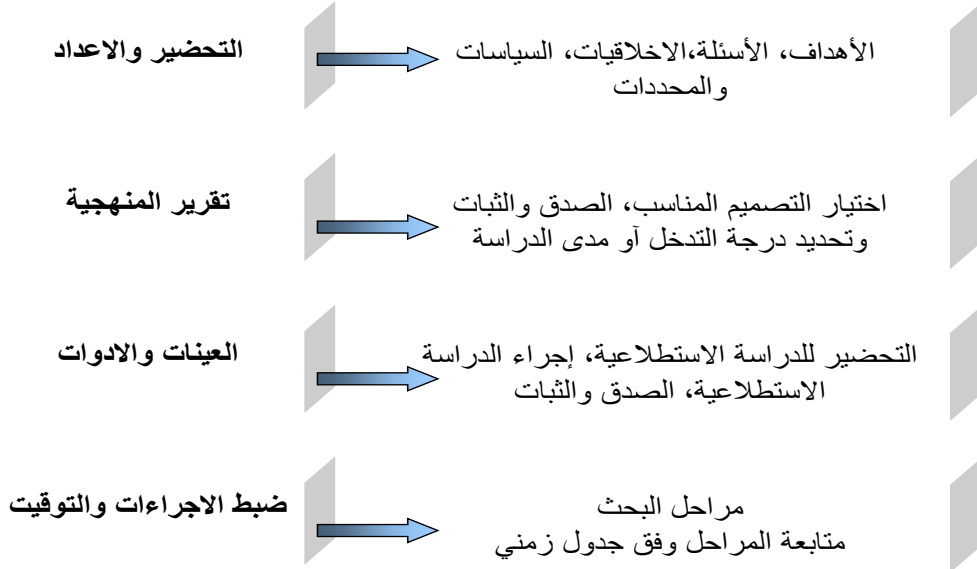 التحضير والاعداد
الأهداف، الأسئلة،الاخلاقيات، السياسات
والمحددات
تقرير المنهجية
اختيار التصميم المناسب، الصدق والثبات
وتحديد درجة التدخل آو مدى الدراسة
العينات والادوات
التحضير للدراسة الاستطلاعية، إجراء الدراسة
الاستطلاعية، الصدق والثبات
ضبط الاجراءات والتوقيت
مراحل البحث
متابعة المراحل وفق جدول زمني